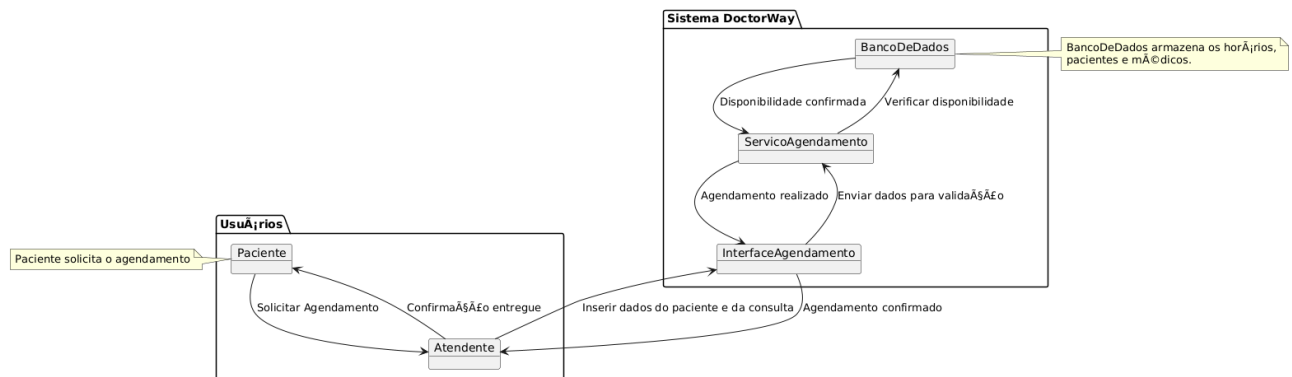 Sistema DoctorWay
BancoDeDados
BancoDeDados armazena os horÃ¡rios,
pacientes e mÃ©dicos.
Disponibilidade confirmada
Verificar disponibilidade
ServicoAgendamento
Agendamento realizado
Enviar dados para validaÃ§Ã£o
UsuÃ¡rios
Paciente
InterfaceAgendamento
Paciente solicita o agendamento
Solicitar Agendamento
ConfirmaÃ§Ã£o entregue
Inserir dados do paciente e da consulta
Agendamento confirmado
Atendente